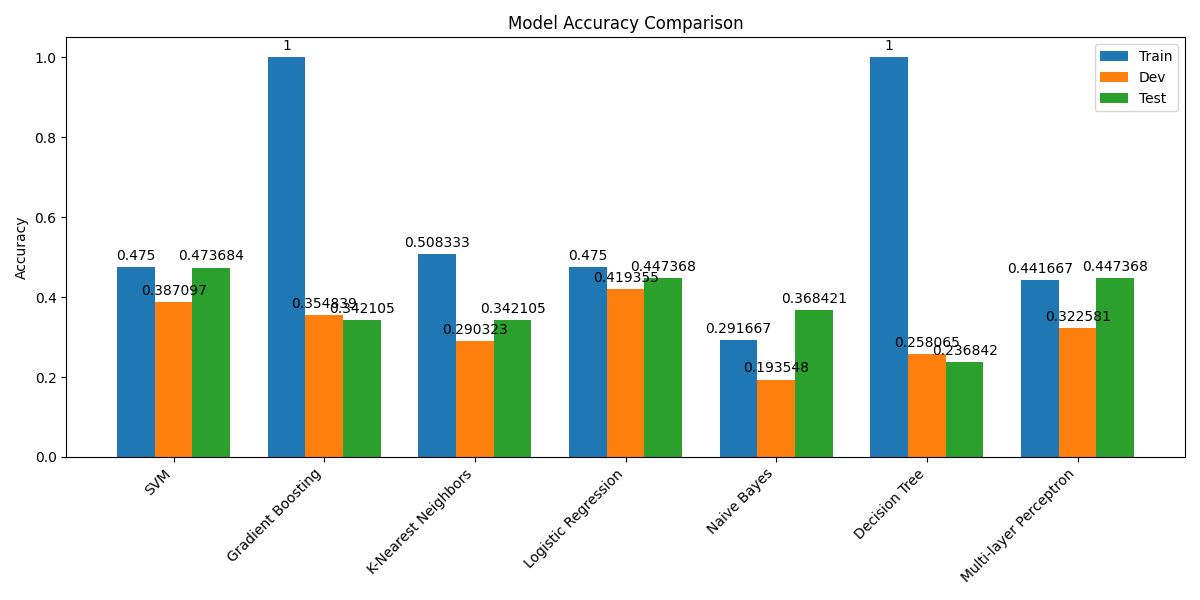 Model Accuracy Comparison
Accuracy
1.0
0.8
0.6
0.4
0.2
0.0
Train
Dev
Test
0.475
0.387097
0.473684
1
0.354839
0.342105
0.508333
0.290323
0.342105
0.475
0.419355
0.447368
0.291667
0.193548
0.368421
1
0.258065
0.236842
0.441667
0.322581
0.447368
SVM
Gradient Boosting
K-Nearest Neighbors
Logistic Regression
Naive Bayes
Decision Tree
Multi-layer Perceptron